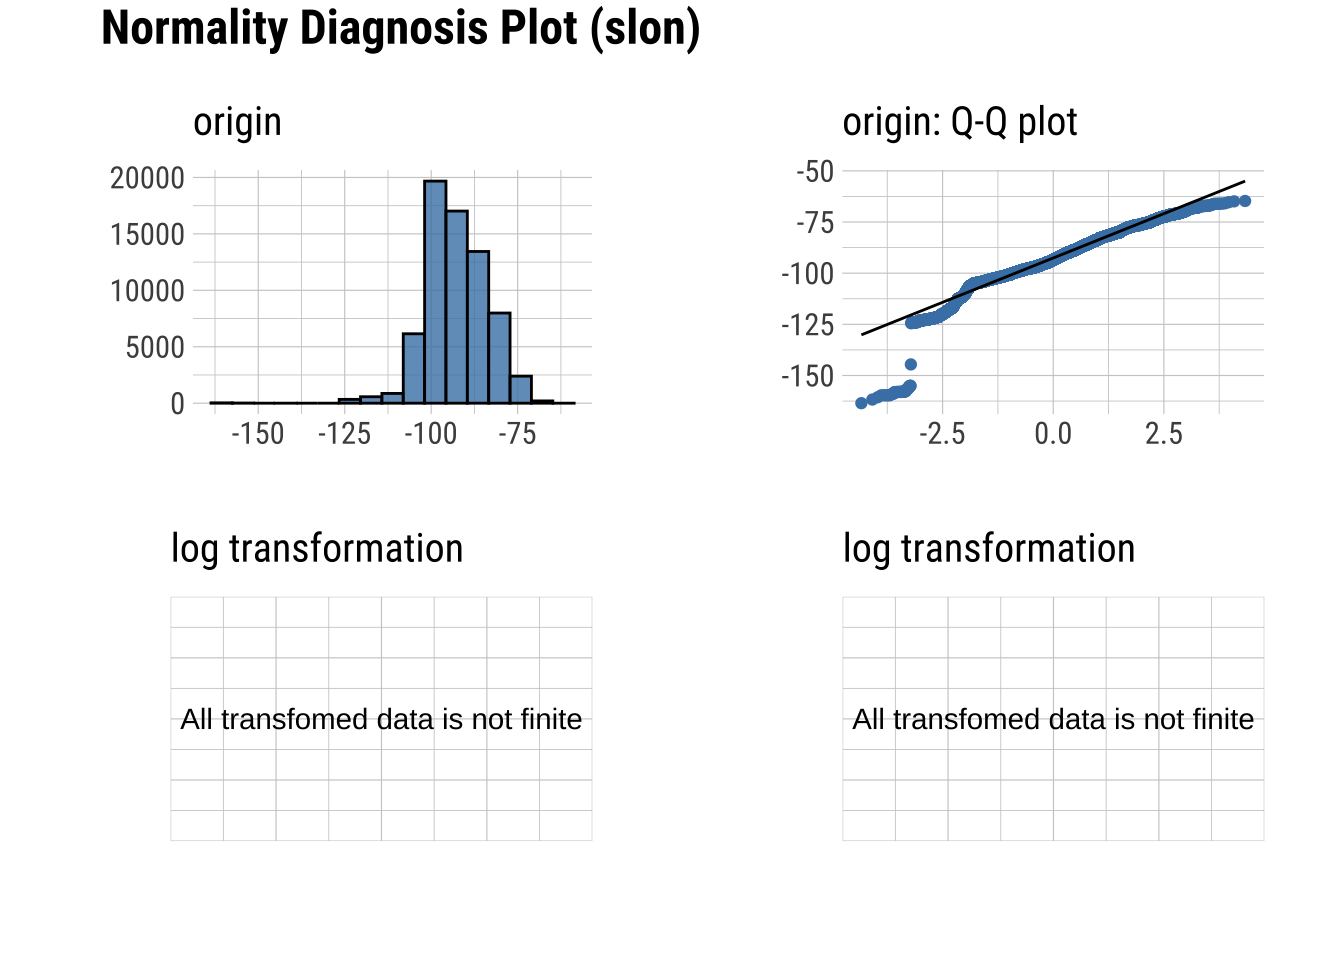 Normality Diagnosis Plot (slon)
origin
20000
15000
10000
5000
0
-150 -125 -100 -75
origin: Q-Q plot
-50
-75
-100
-125
-150
-2.5 0.0 2.5
log transformation
All transfomed data is not finite
log transformation
All transfomed data is not finite